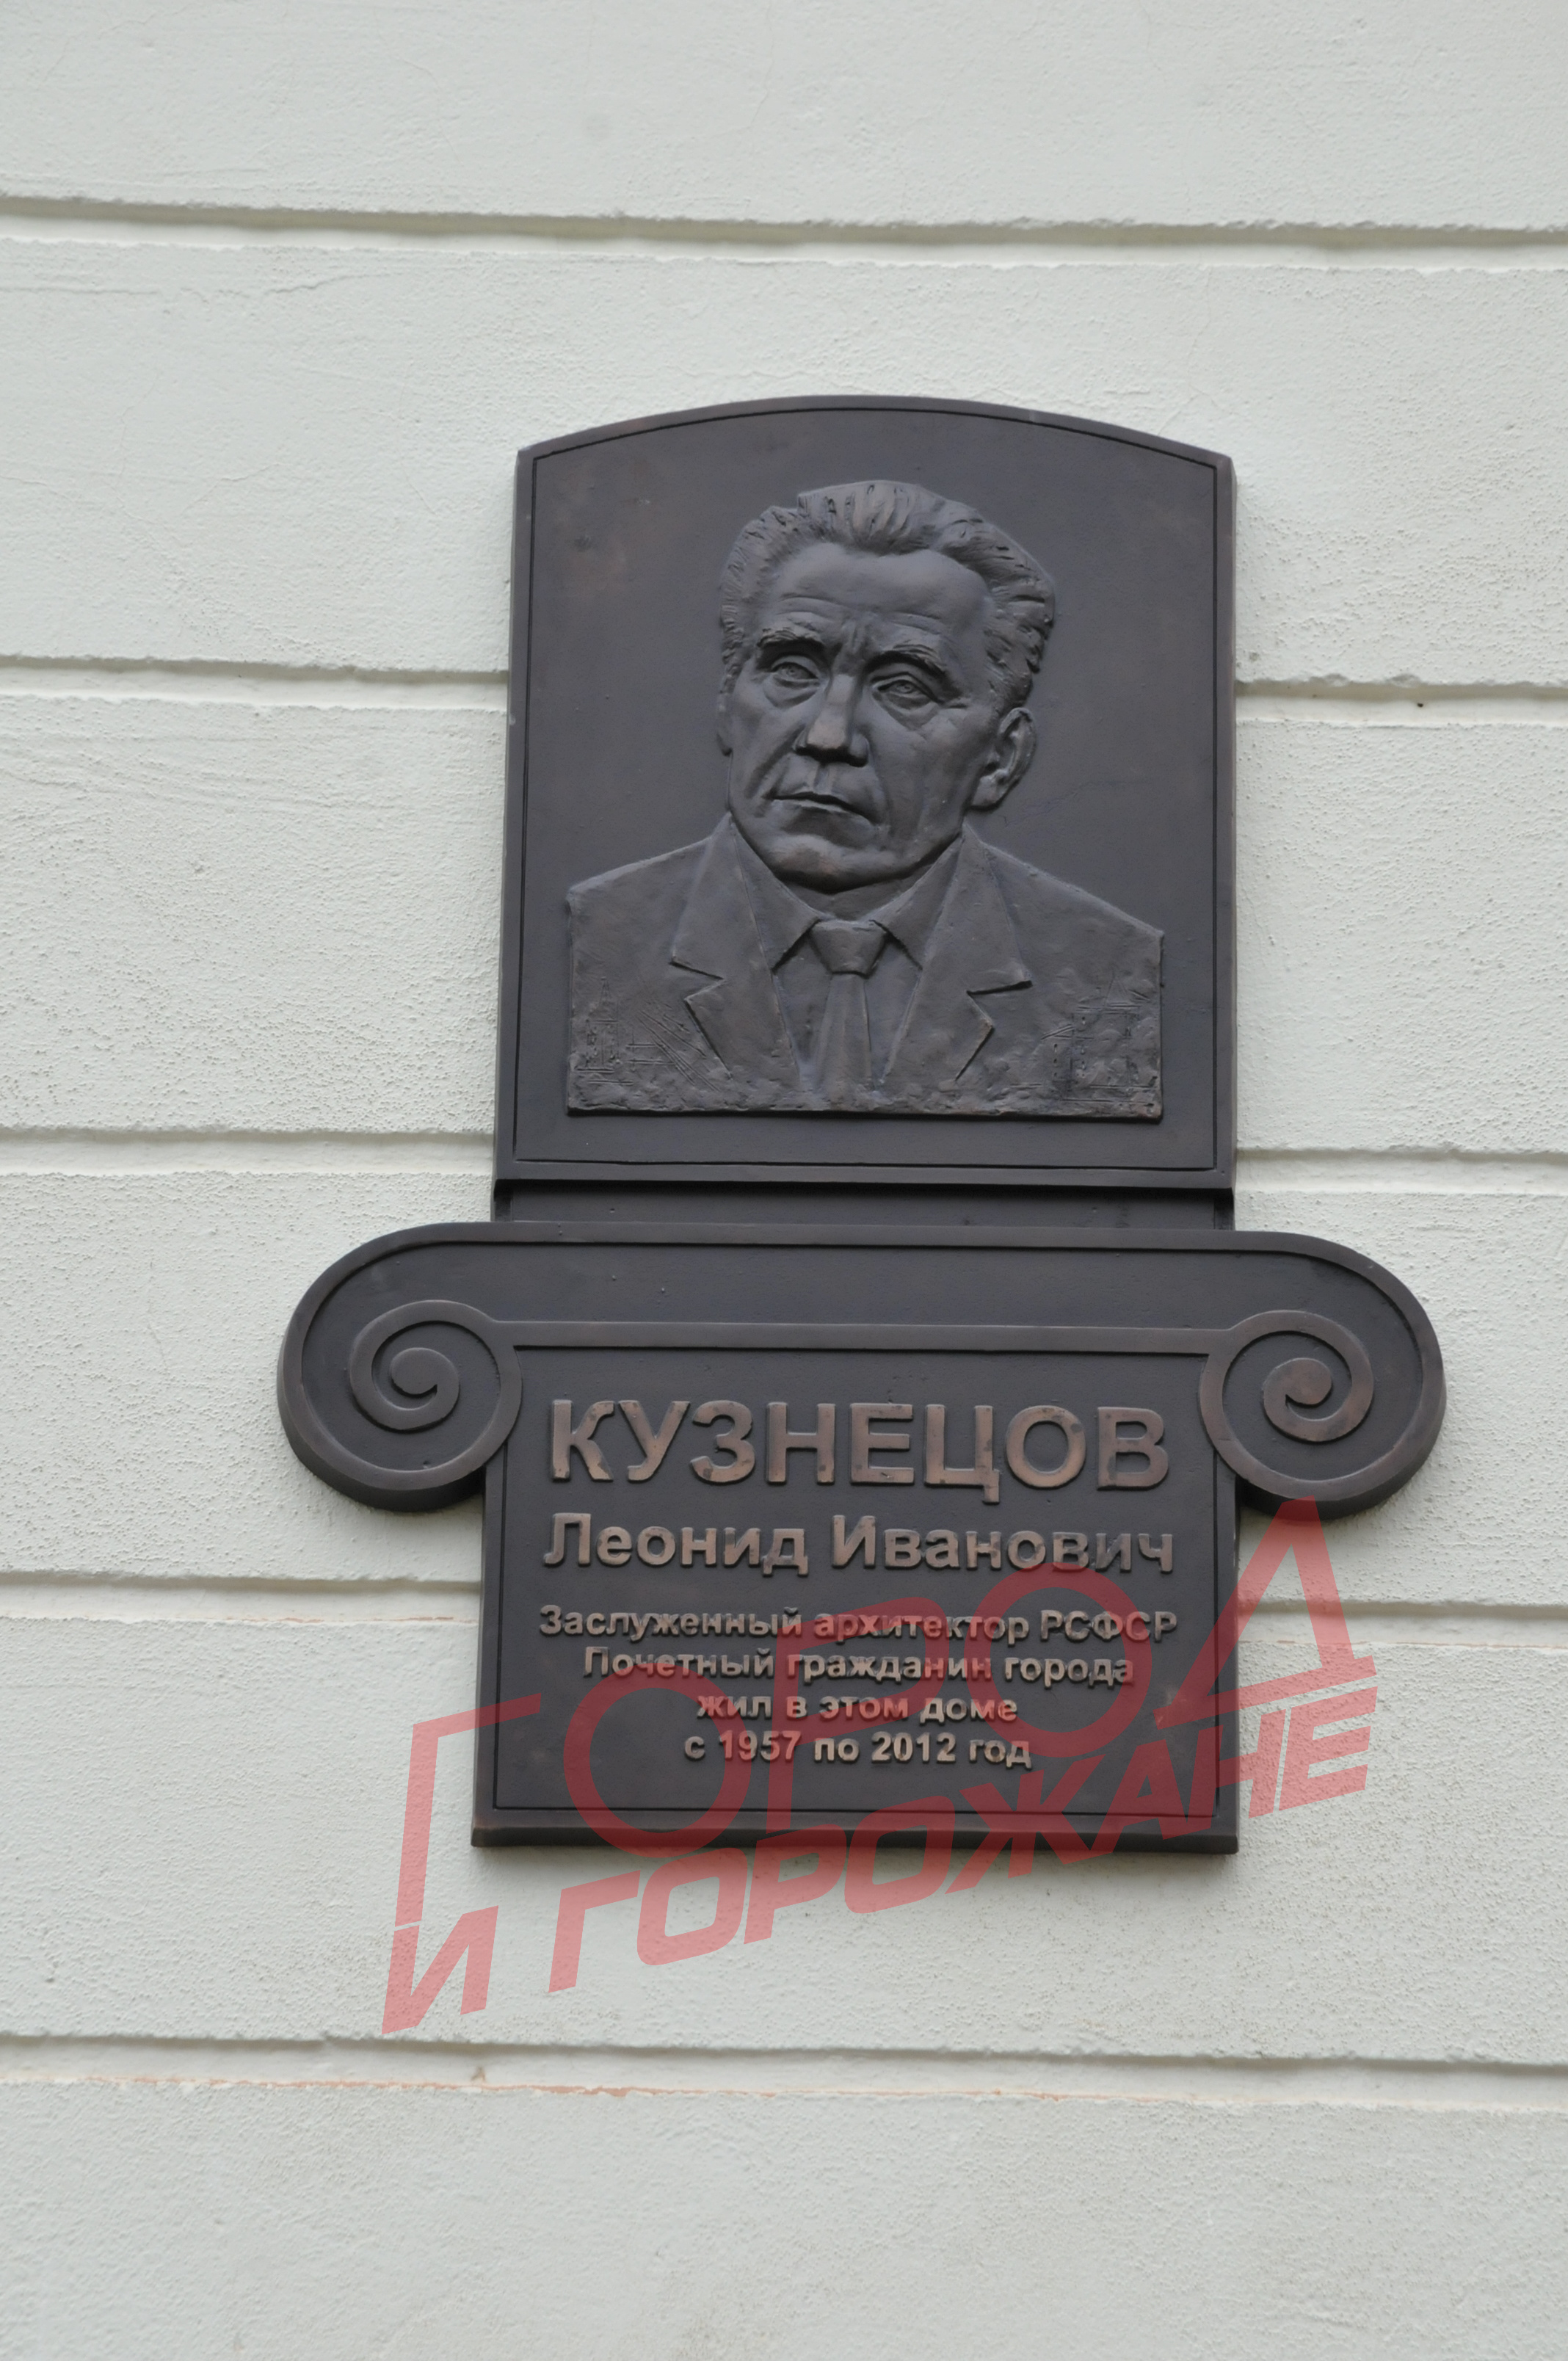 КУЗНЕЦОВ
Леонид Иванович
Заслуженный архитектор РСФСР
Почетный гражданин города
жил в этом доме
с 1957 по 2012 год
ГОРОД
И ГОРОЖАНЕ